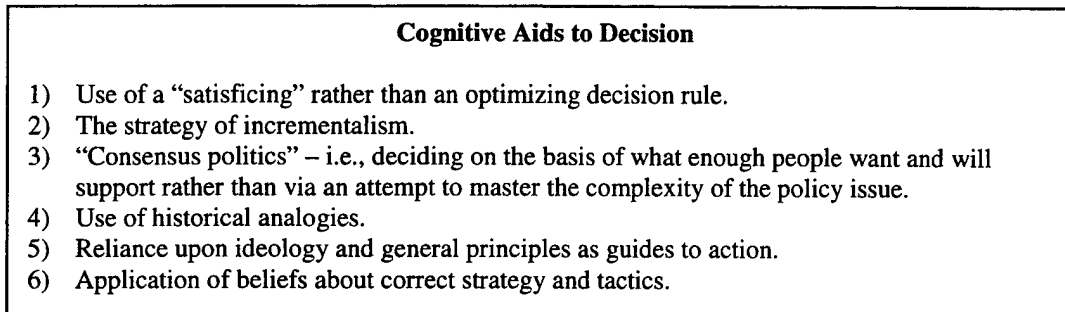 Cognitive Aids to Decision
1) Use of a “satisficing” rather than an optimizing decision rule.
2) The strategy of incrementalism.
3) “Consensus politics” – i.e., deciding on the basis of what enough people want and will
support rather than via an attempt to master the complexity of the policy issue.
4) Use of historical analogies.
5) Reliance upon ideology and general principles as guides to action.
6) Application of beliefs about correct strategy and tactics.